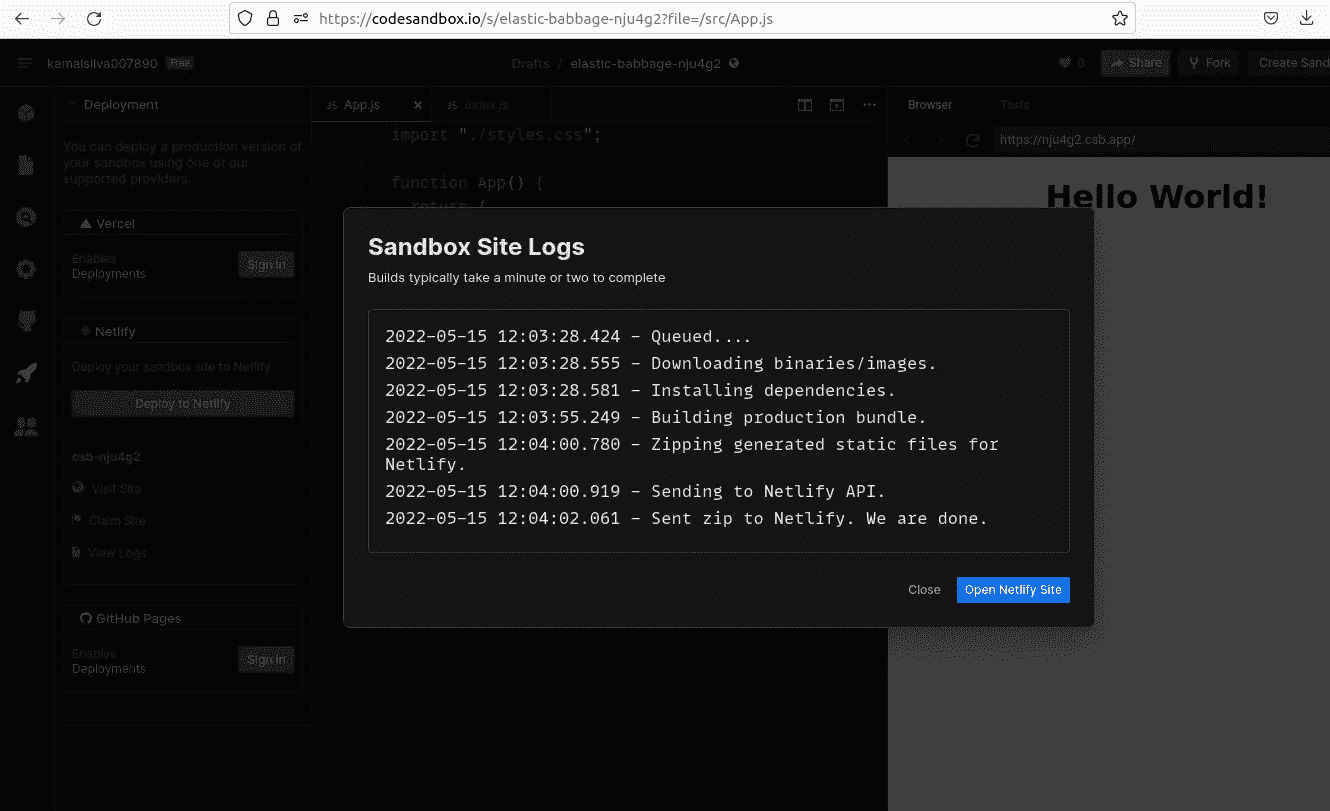 https://codesandbox.io/s/elastic-babbage-nju4g2?file=/src/App.js
kamalsilva007890 Free
Drafts / elastic-babbage-nju4g2
0 Share Fork Create Sand
Deployment
JS App.js × JS index.js
Browser Tests
https://nju4g2.csb.app/
You can deploy a production version of
your sandbox using one of our
supported providers.
import "./styles.css";
function App() {
return (
Hello World!
Vercel
Enables
Deployments
Sign in
Netlify
Deploy your sandbox site to Netlify
Deploy to Netlify
csb-nju4g2
Visit Site
Claim Site
View Logs
GitHub Pages
Enables
Deployments
Sign in
Sandbox Site Logs
Builds typically take a minute or two to complete
2022-05-15 12:03:28.424 - Queued....
2022-05-15 12:03:28.555 - Downloading binaries/images.
2022-05-15 12:03:28.581 - Installing dependencies.
2022-05-15 12:03:55.249 - Building production bundle.
2022-05-15 12:04:00.780 - Zipping generated static files for
Netlify.
2022-05-15 12:04:00.919 - Sending to Netlify API.
2022-05-15 12:04:02.061 - Sent zip to Netlify. We are done.
Close
Open Netlify Site